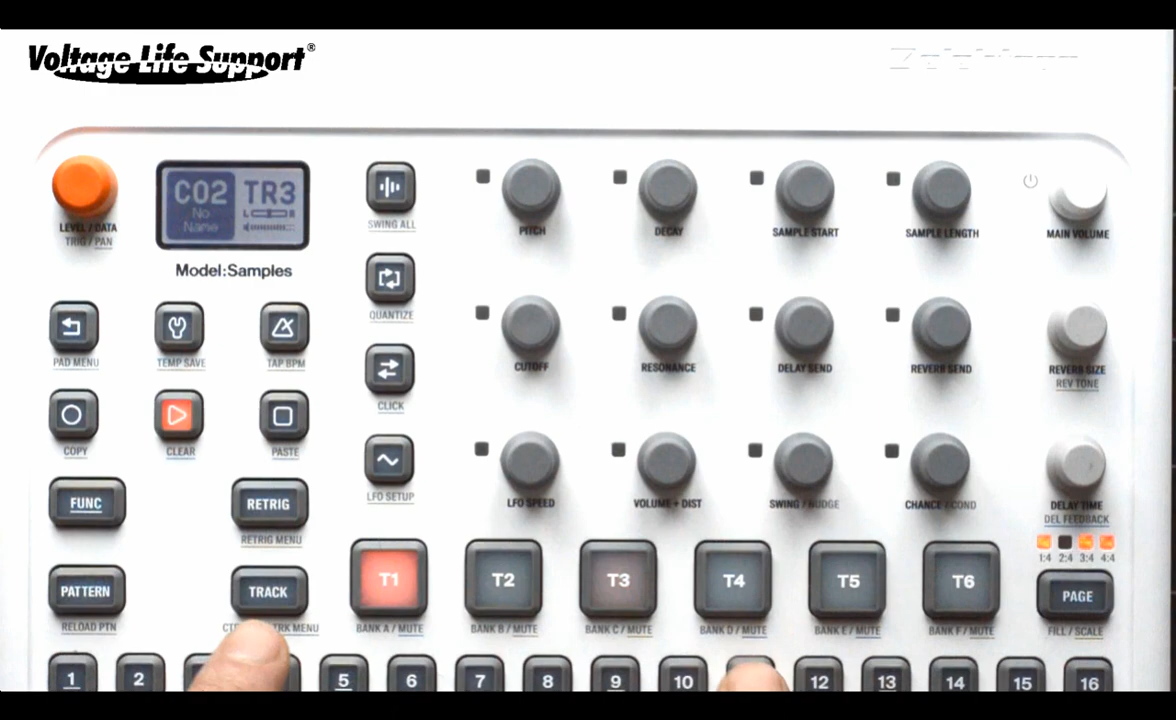 Voltage Life Support®
C02 TR3
No
Name
L R
LEVEL / DATA
TRIG / PAN
Model:Samples
SWING ALL
PITCH
DECAY
SAMPLE START
SAMPLE LENGTH
MAIN VOLUME
PAD MENU
TEMP SAVE
TAP BPM
QUANTIZE
CUTOFF
RESONANCE
DELAY SEND
REVERB SEND
REVERB SIZE
REV TONE
COPY
CLEAR
PASTE
CLICK
LFO SETUP
LFO SPEED
VOLUME + DIST
SWING / NUDGE
CHANCE / COND
DELAY TIME
DEL FEEDBACK
FUNC
RETRIG
RETRIG MENU
1:4 2:4 3:4 4:4
PATTERN
TRACK
T1 T2 T3 T4 T5 T6
PAGE
RELOAD PTN
TRK MENU
BANK A / MUTE
BANK B / MUTE
BANK C / MUTE
BANK D / MUTE
BANK E / MUTE
BANK F / MUTE
FILL / SCALE
1 2 5 6 7 8 9 10 12 13 14 15 16